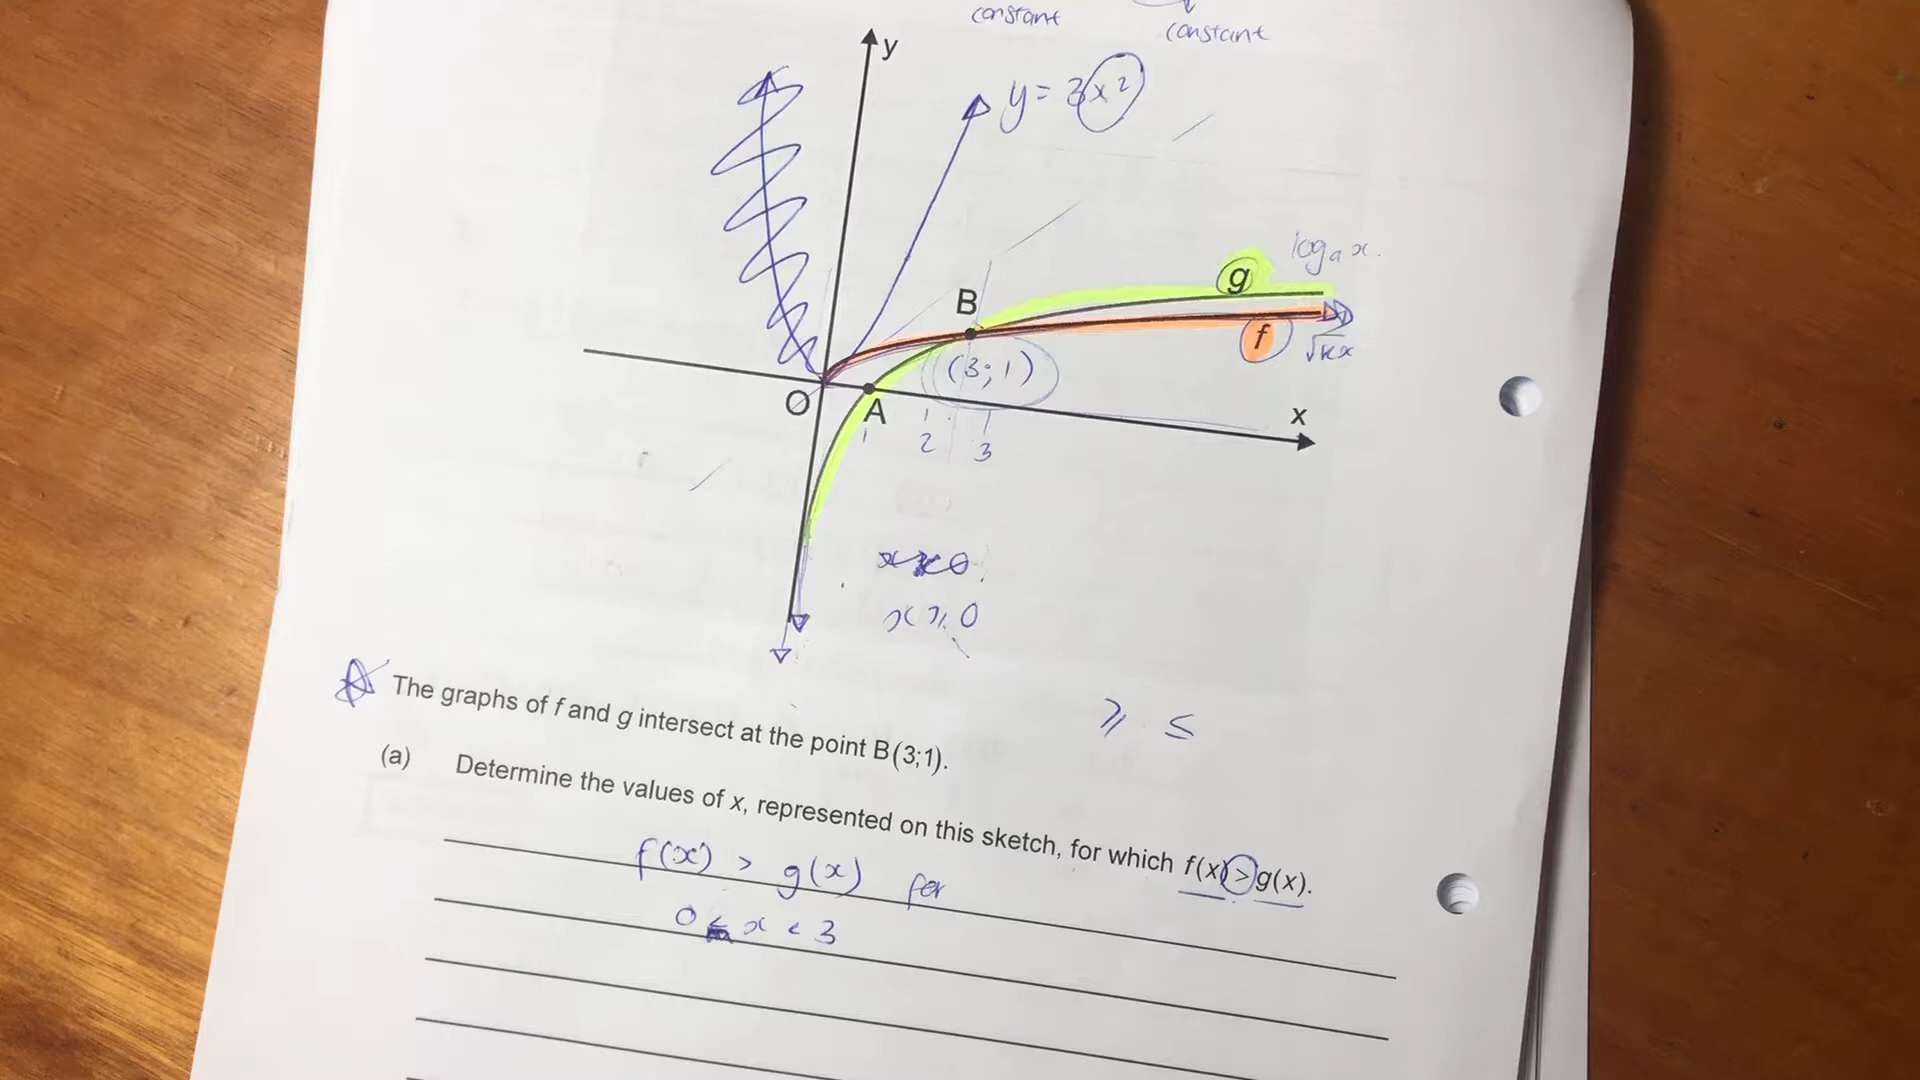 constant
constant
y
y = 3x²
log_a x.
g
B
f
√kx
(3; 1)
O
A
x
1
2
3
x ≥ 0
The graphs of f and g intersect at the point B(3;1).
≥ ≤
(a) Determine the values of x, represented on this sketch, for which f(x) > g(x).
f(x) > g(x) for
0 < x < 3